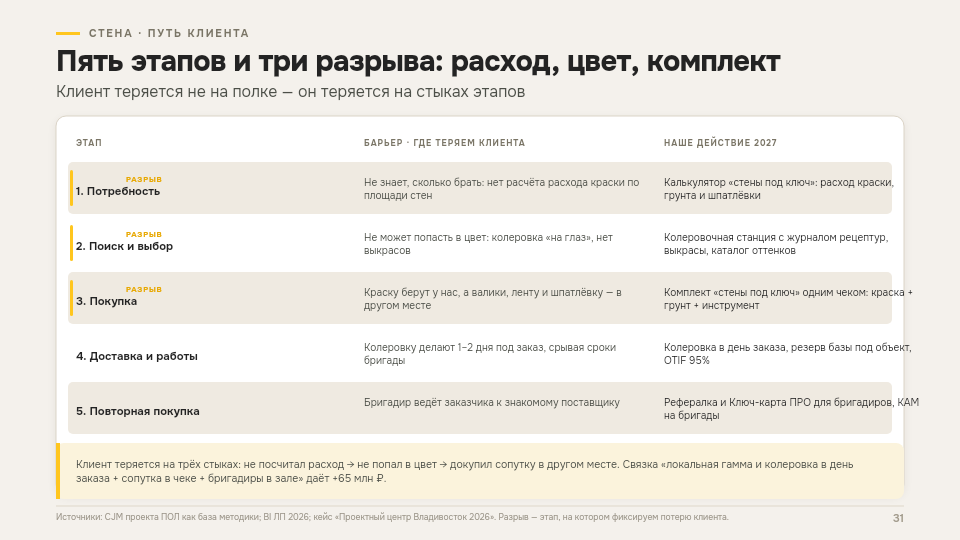 СТЕНА · ПУТЬ КЛИЕНТА
Пять этапов и три разрыва: расход, цвет, комплект
Клиент теряется не на полке — он теряется на стыках этапов
ЭТАП
БАРЬЕР · ГДЕ ТЕРЯЕМ КЛИЕНТА
НАШЕ ДЕЙСТВИЕ 2027
РАЗРЫВ
1. Потребность
Не знает, сколько брать: нет расчёта расхода краски по
площади стен
Калькулятор «стены под ключ»: расход краски,
грунта и шпатлёвки
РАЗРЫВ
2. Поиск и выбор
Не может попасть в цвет: колеровка «на глаз», нет
выкрасов
Колеровочная станция с журналом рецептур,
выкрасы, каталог оттенков
РАЗРЫВ
3. Покупка
Краску берут у нас, а валики, ленту и шпатлёвку — в
другом месте
Комплект «стены под ключ» одним чеком: краска +
грунт + инструмент
4. Доставка и работы
Колеровку делают 1–2 дня под заказ, срывая сроки
бригады
Колеровка в день заказа, резерв базы под объект,
OTIF 95%
5. Повторная покупка
Бригадир ведёт заказчика к знакомому поставщику
Рефералка и Ключ-карта ПРО для бригадиров, КАМ
на бригады
Клиент теряется на трёх стыках: не посчитал расход → не попал в цвет → докупил сопутку в другом месте. Связка «локальная гамма и колеровка в день
заказа + сопутка в чеке + бригадиры в зале» даёт +65 млн ₽.
Источники: CJM проекта ПОЛ как база методики; BI ЛП 2026; кейс «Проектный центр Владивосток 2026». Разрыв — этап, на котором фиксируем потерю клиента.
31